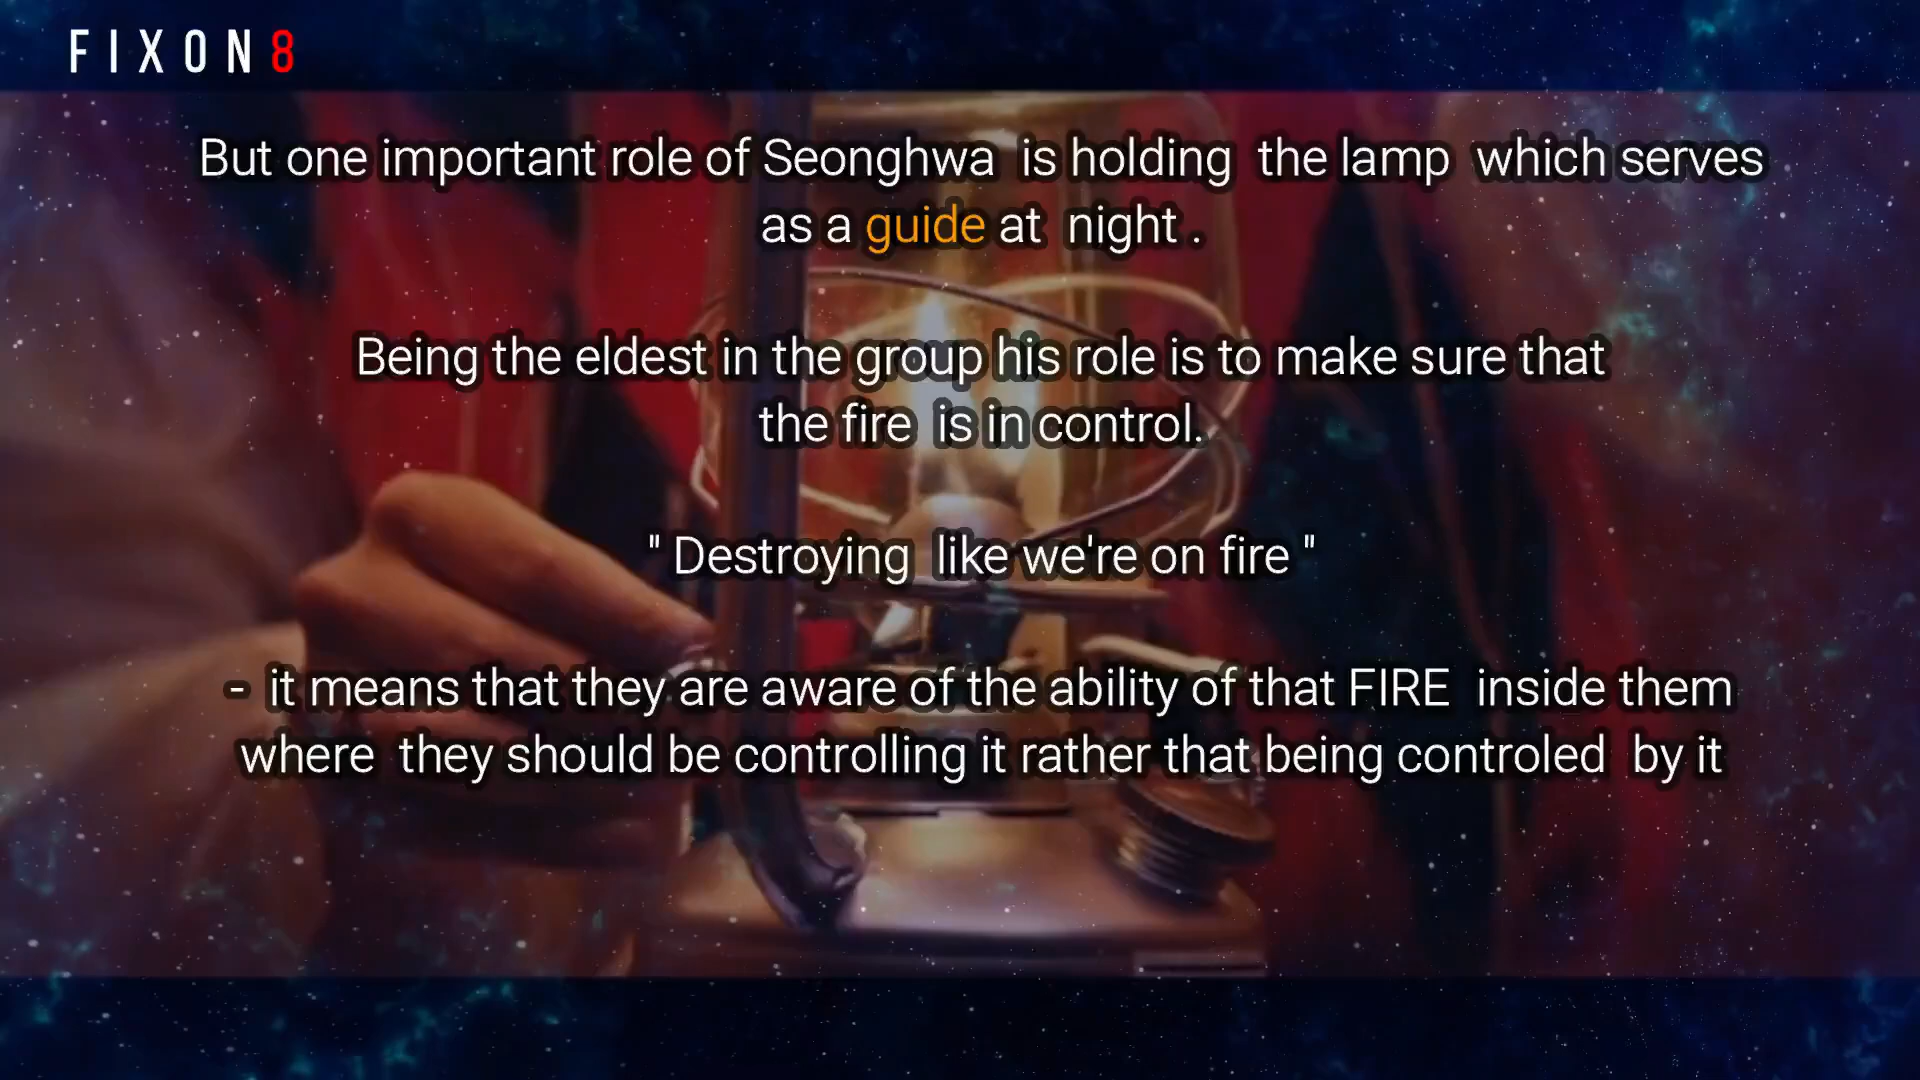 FIXON8
But one important role of Seonghwa is holding the lamp which serves
as a guide at night .
Being the eldest in the group his role is to make sure that
the fire is in control.
" Destroying like we're on fire "
- it means that they are aware of the ability of that FIRE inside them
where they should be controlling it rather that being controled by it